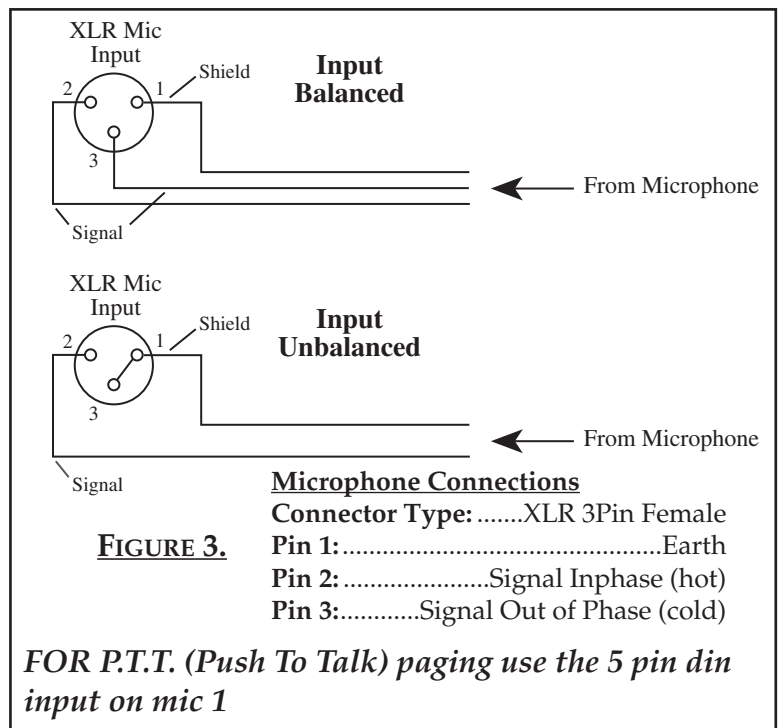 XLR Mic
Input
2
1
Shield
Input
Balanced
3
From Microphone
Signal
XLR Mic
Input
2
1
Shield
Input
Unbalanced
3
From Microphone
Signal
Microphone Connections
Connector Type:.......XLR 3Pin Female
FIGURE 3.
Pin 1:..............................................Earth
Pin 2:.....................Signal Inphase (hot)
Pin 3:............Signal Out of Phase (cold)
FOR P.T.T. (Push To Talk) paging use the 5 pin din
input on mic 1